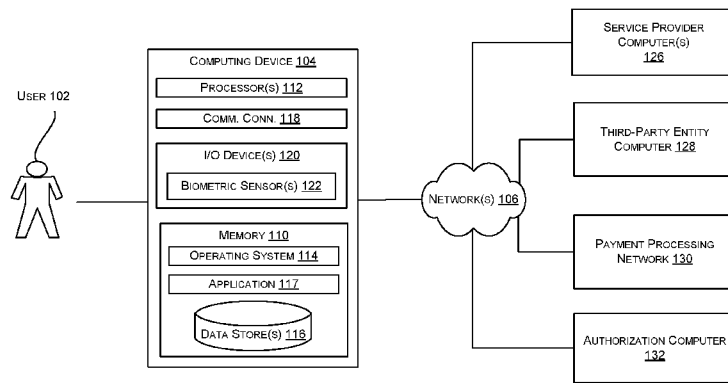 USER 102
COMPUTING DEVICE 104
PROCESSOR(S) 112
COMM. CONN. 118
I/O DEVICE(S) 120
BIOMETRIC SENSOR(S) 122
MEMORY 110
OPERATING SYSTEM 114
APPLICATION 117
DATA STORE(S) 116
NETWORK(S) 106
SERVICE PROVIDER
COMPUTER(S)
126
THIRD-PARTY ENTITY
COMPUTER 128
PAYMENT PROCESSING
NETWORK 130
AUTHORIZATION COMPUTER
132